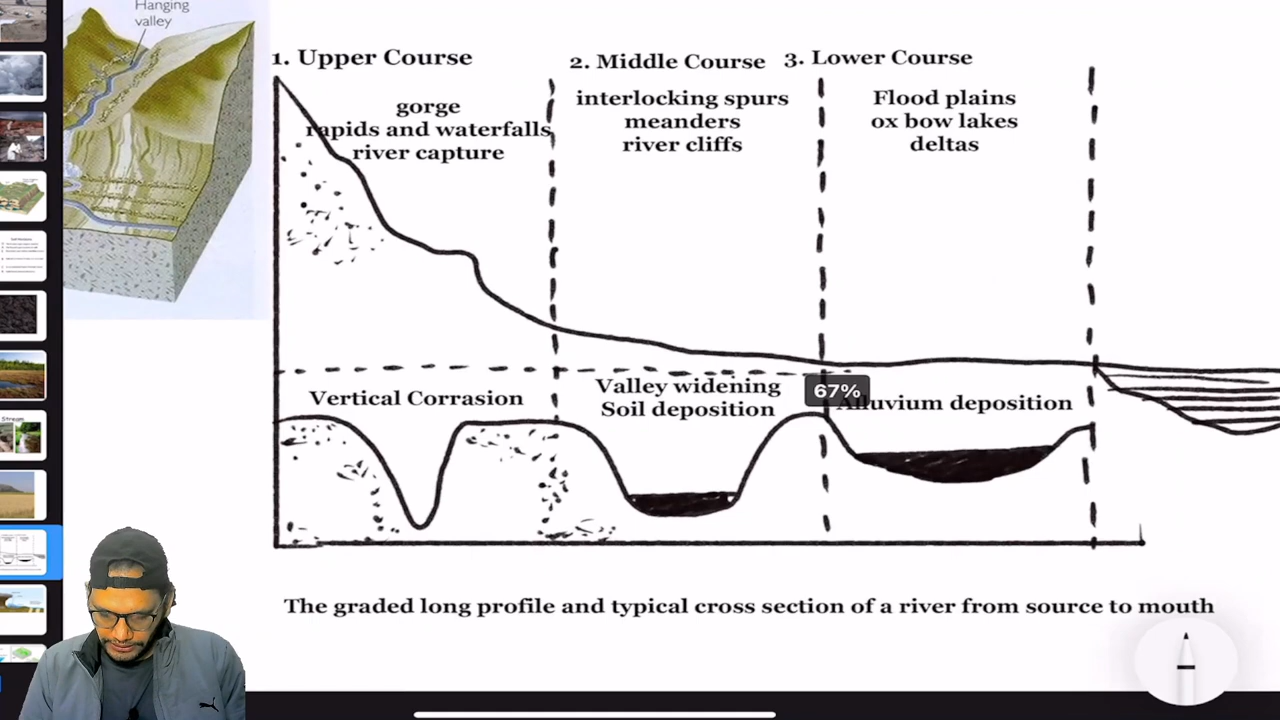 Hanging
valley
1. Upper Course
2. Middle Course
3. Lower Course
gorge
rapids and waterfalls
river capture
interlocking spurs
meanders
river cliffs
Flood plains
ox bow lakes
deltas
Vertical Corrasion
Valley widening
Soil deposition
67%
Alluvium deposition
The graded long profile and typical cross section of a river from source to mouth